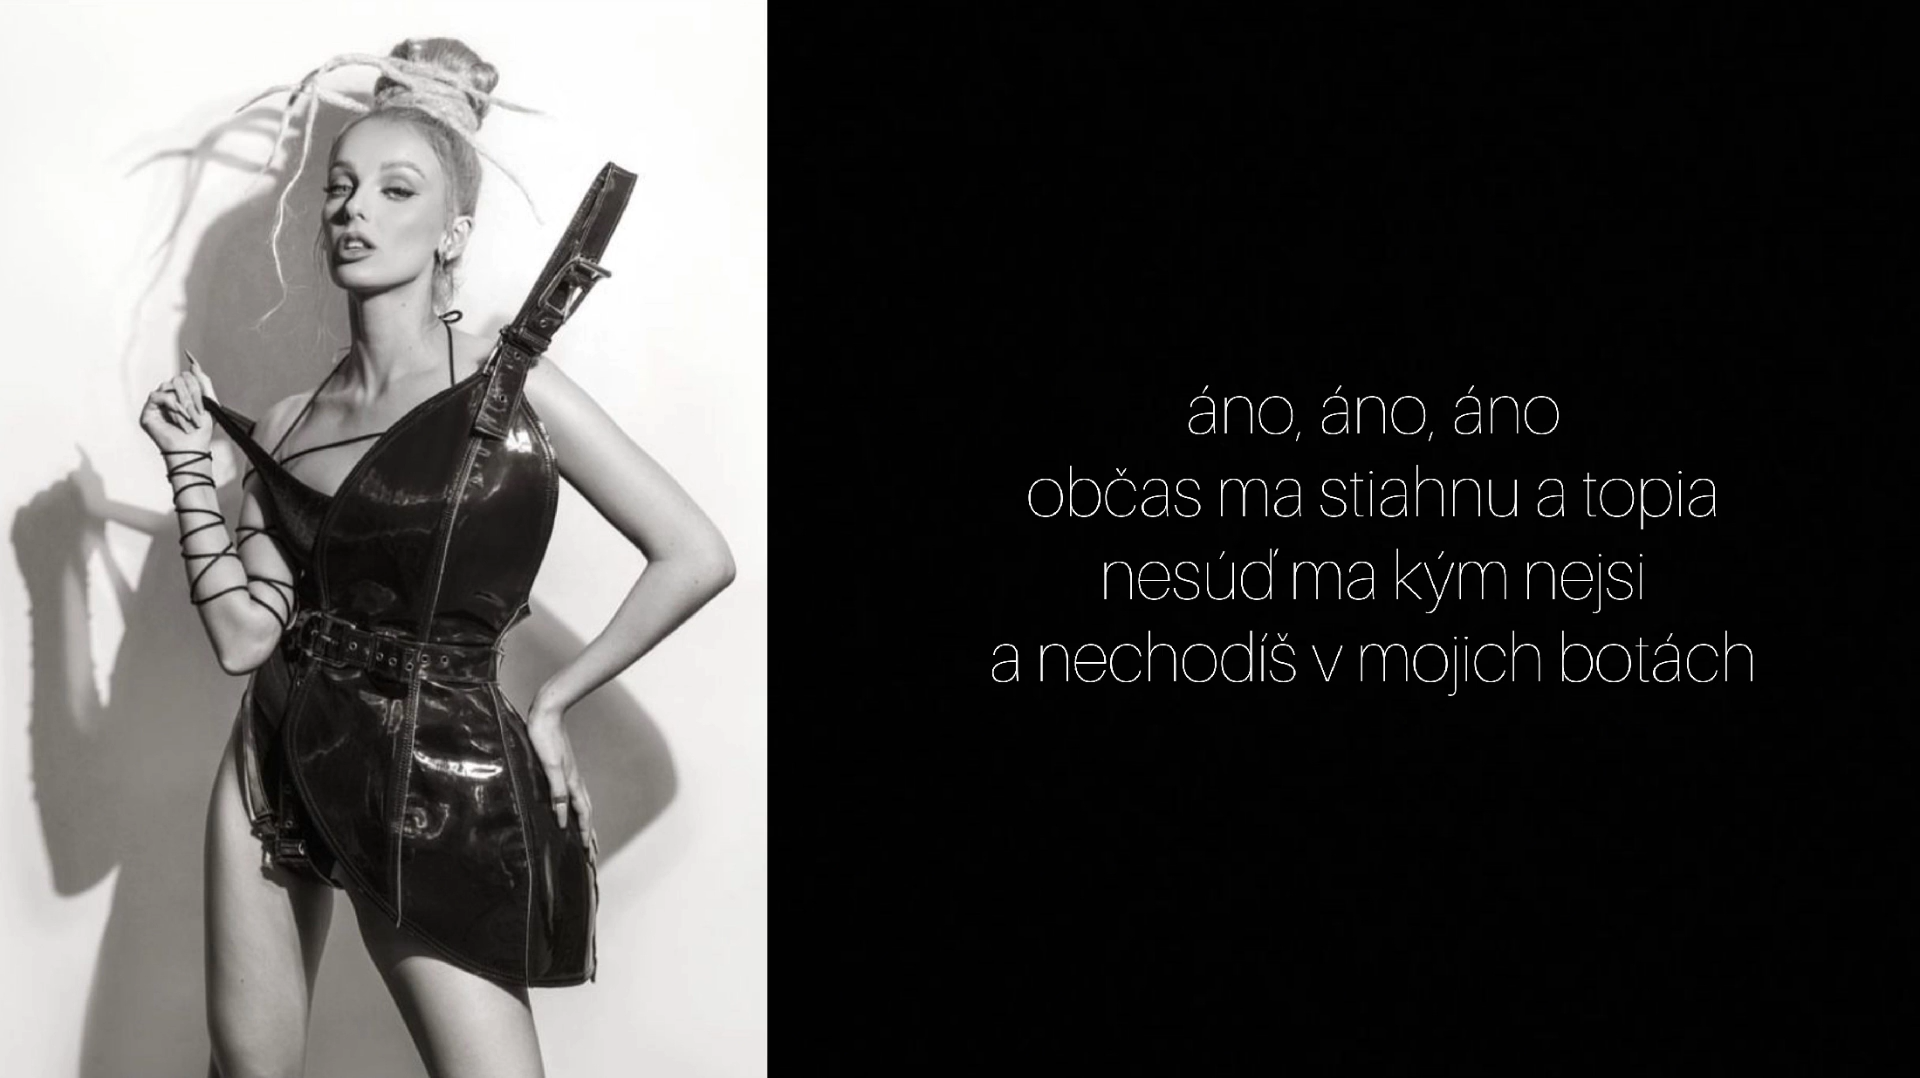 áno, áno, áno
občas ma stiahnu a topia
nesúď ma kým nejsi
a nechodíš v mojich botách